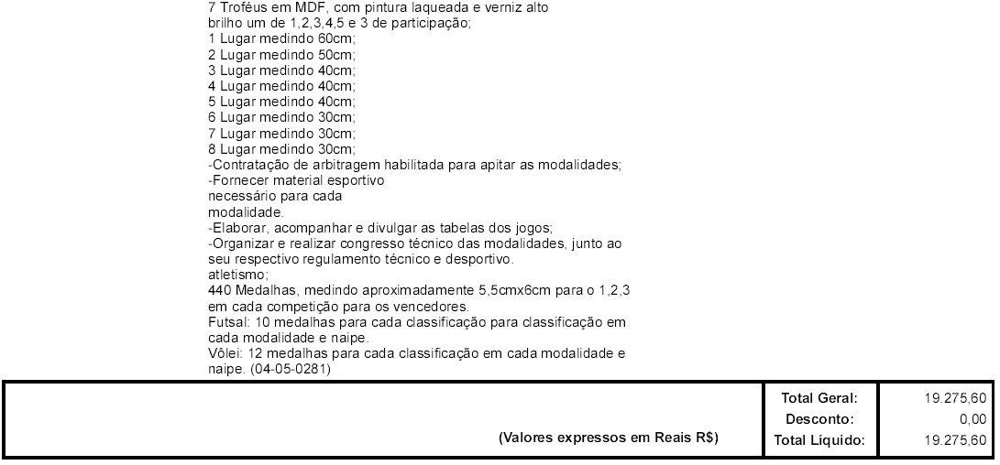 7 Troféus em MDF, com pintura laqueada e verniz alto
brilho um de 1,2,3,4,5 e 3 de participação;
1 Lugar medindo 60cm;
2 Lugar medindo 50cm;
3 Lugar medindo 40cm;
4 Lugar medindo 40cm;
5 Lugar medindo 40cm;
6 Lugar medindo 30cm;
7 Lugar medindo 30cm;
8 Lugar medindo 30cm;
-Contratação de arbitragem habilitada para apitar as modalidades;
-Fornecer material esportivo
necessário para cada
modalidade.
-Elaborar, acompanhar e divulgar as tabelas dos jogos;
-Organizar e realizar congresso técnico das modalidades, junto ao
seu respectivo regulamento técnico e desportivo.
atletismo;
440 Medalhas, medindo aproximadamente 5,5cmx6cm para o 1,2,3
em cada competição para os vencedores.
Futsal: 10 medalhas para cada classificação para classificação em
cada modalidade e naipe.
Vôlei: 12 medalhas para cada classificação em cada modalidade e
naipe. (04-05-0281)
Total Geral: 19.275,60
Desconto: 0,00
(Valores expressos em Reais R$) Total Líquido: 19.275,60